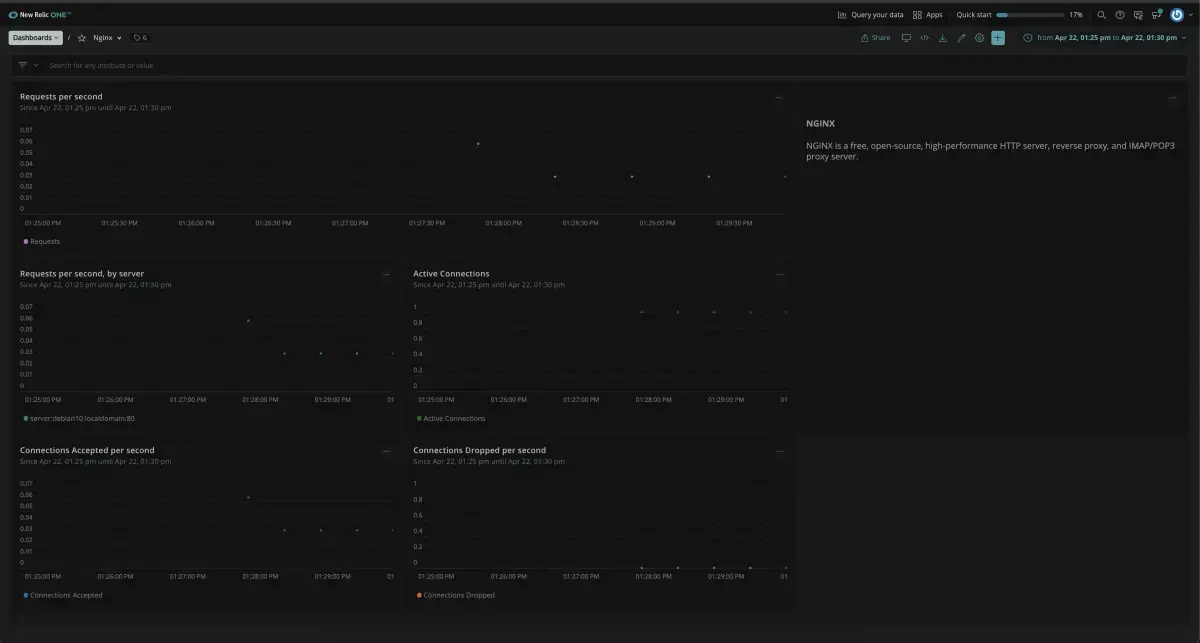 New Relic ONE™
Query your data Apps Quick start 17%
Dashboards / Nginx 6
Share from Apr 22, 01:25 pm to Apr 22, 01:30 pm
Search for any attribute or value
Requests per second
Since Apr 22, 01:25 pm until Apr 22, 01:30 pm
0.07
0.06
0.05
0.04
0.03
0.02
0.01
0
01:25:00 PM 01:25:30 PM 01:26:00 PM 01:26:30 PM 01:27:00 PM 01:27:30 PM 01:28:00 PM 01:28:30 PM 01:29:00 PM 01:29:30 PM
Requests
NGINX
NGINX is a free, open-source, high-performance HTTP server, reverse proxy, and IMAP/POP3
proxy server.
Requests per second, by server
Since Apr 22, 01:25 pm until Apr 22, 01:30 pm
0.07
0.06
0.05
0.04
0.03
0.02
0.01
0
01:25:00 PM 01:26:00 PM 01:27:00 PM 01:28:00 PM 01:29:00 PM 01
server:debian10.localdomain:80
Active Connections
Since Apr 22, 01:25 pm until Apr 22, 01:30 pm
1
0.8
0.6
0.4
0.2
0
01:25:00 PM 01:26:00 PM 01:27:00 PM 01:28:00 PM 01:29:00 PM 01
Active Connections
Connections Accepted per second
Since Apr 22, 01:25 pm until Apr 22, 01:30 pm
0.07
0.06
0.05
0.04
0.03
0.02
0.01
0
01:25:00 PM 01:26:00 PM 01:27:00 PM 01:28:00 PM 01:29:00 PM 01
Connections Accepted
Connections Dropped per second
Since Apr 22, 01:25 pm until Apr 22, 01:30 pm
1
0.8
0.6
0.4
0.2
0
01:25:00 PM 01:26:00 PM 01:27:00 PM 01:28:00 PM 01:29:00 PM 01
Connections Dropped